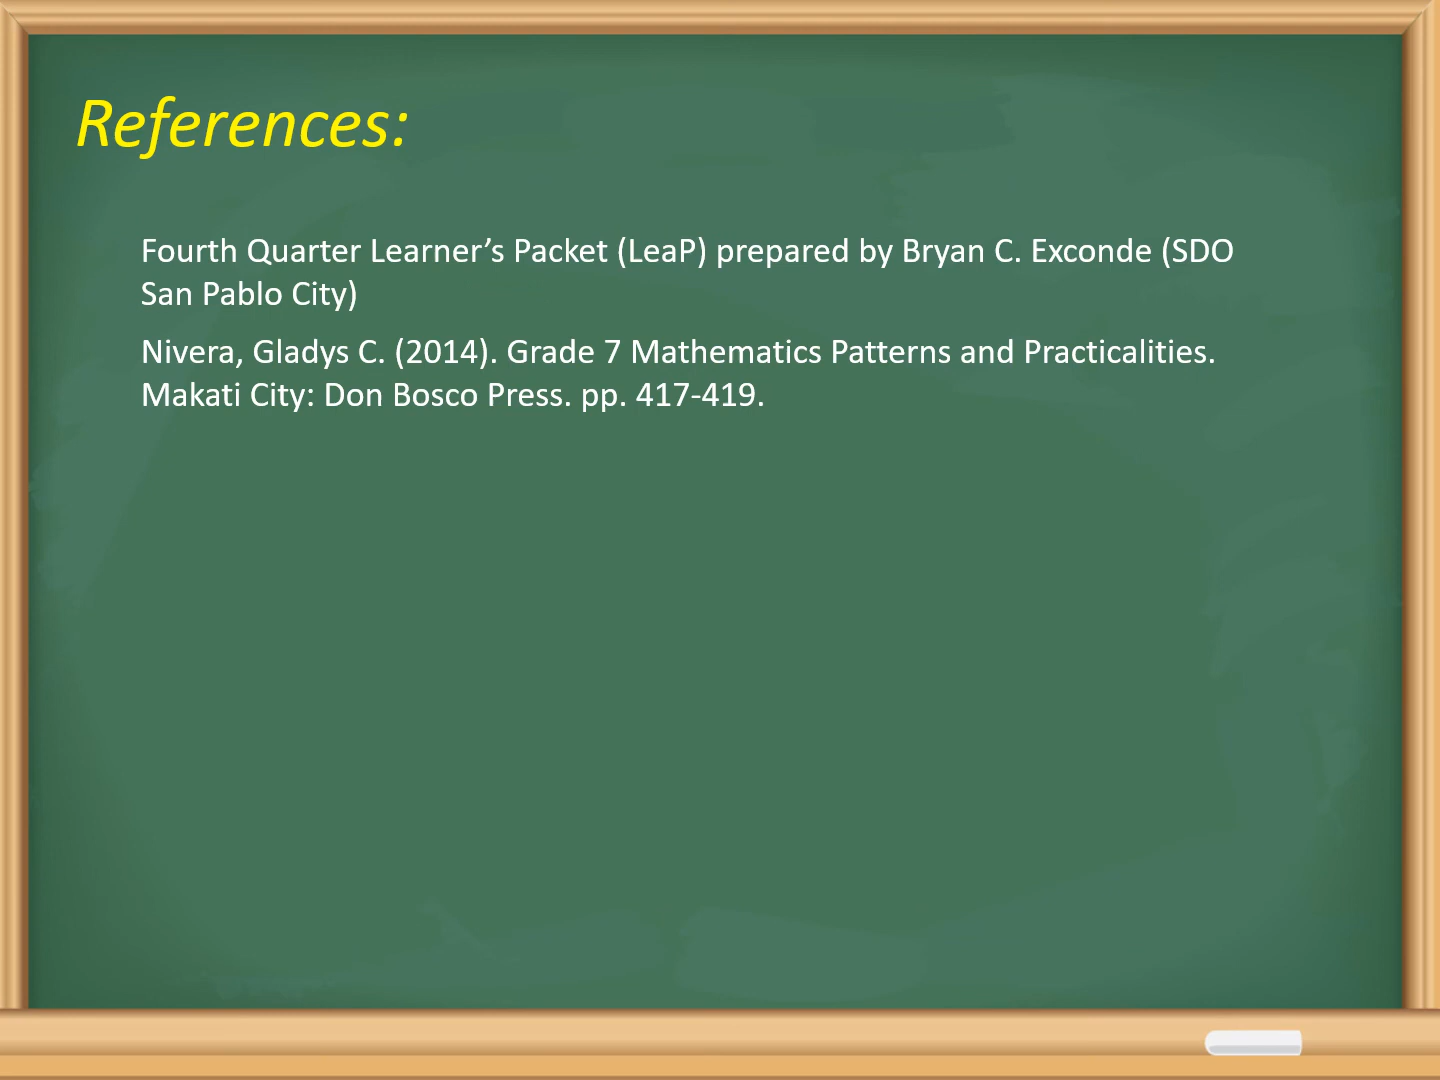 References:
Fourth Quarter Learner’s Packet (LeaP) prepared by Bryan C. Exconde (SDO
San Pablo City)
Nivera, Gladys C. (2014). Grade 7 Mathematics Patterns and Practicalities.
Makati City: Don Bosco Press. pp. 417-419.